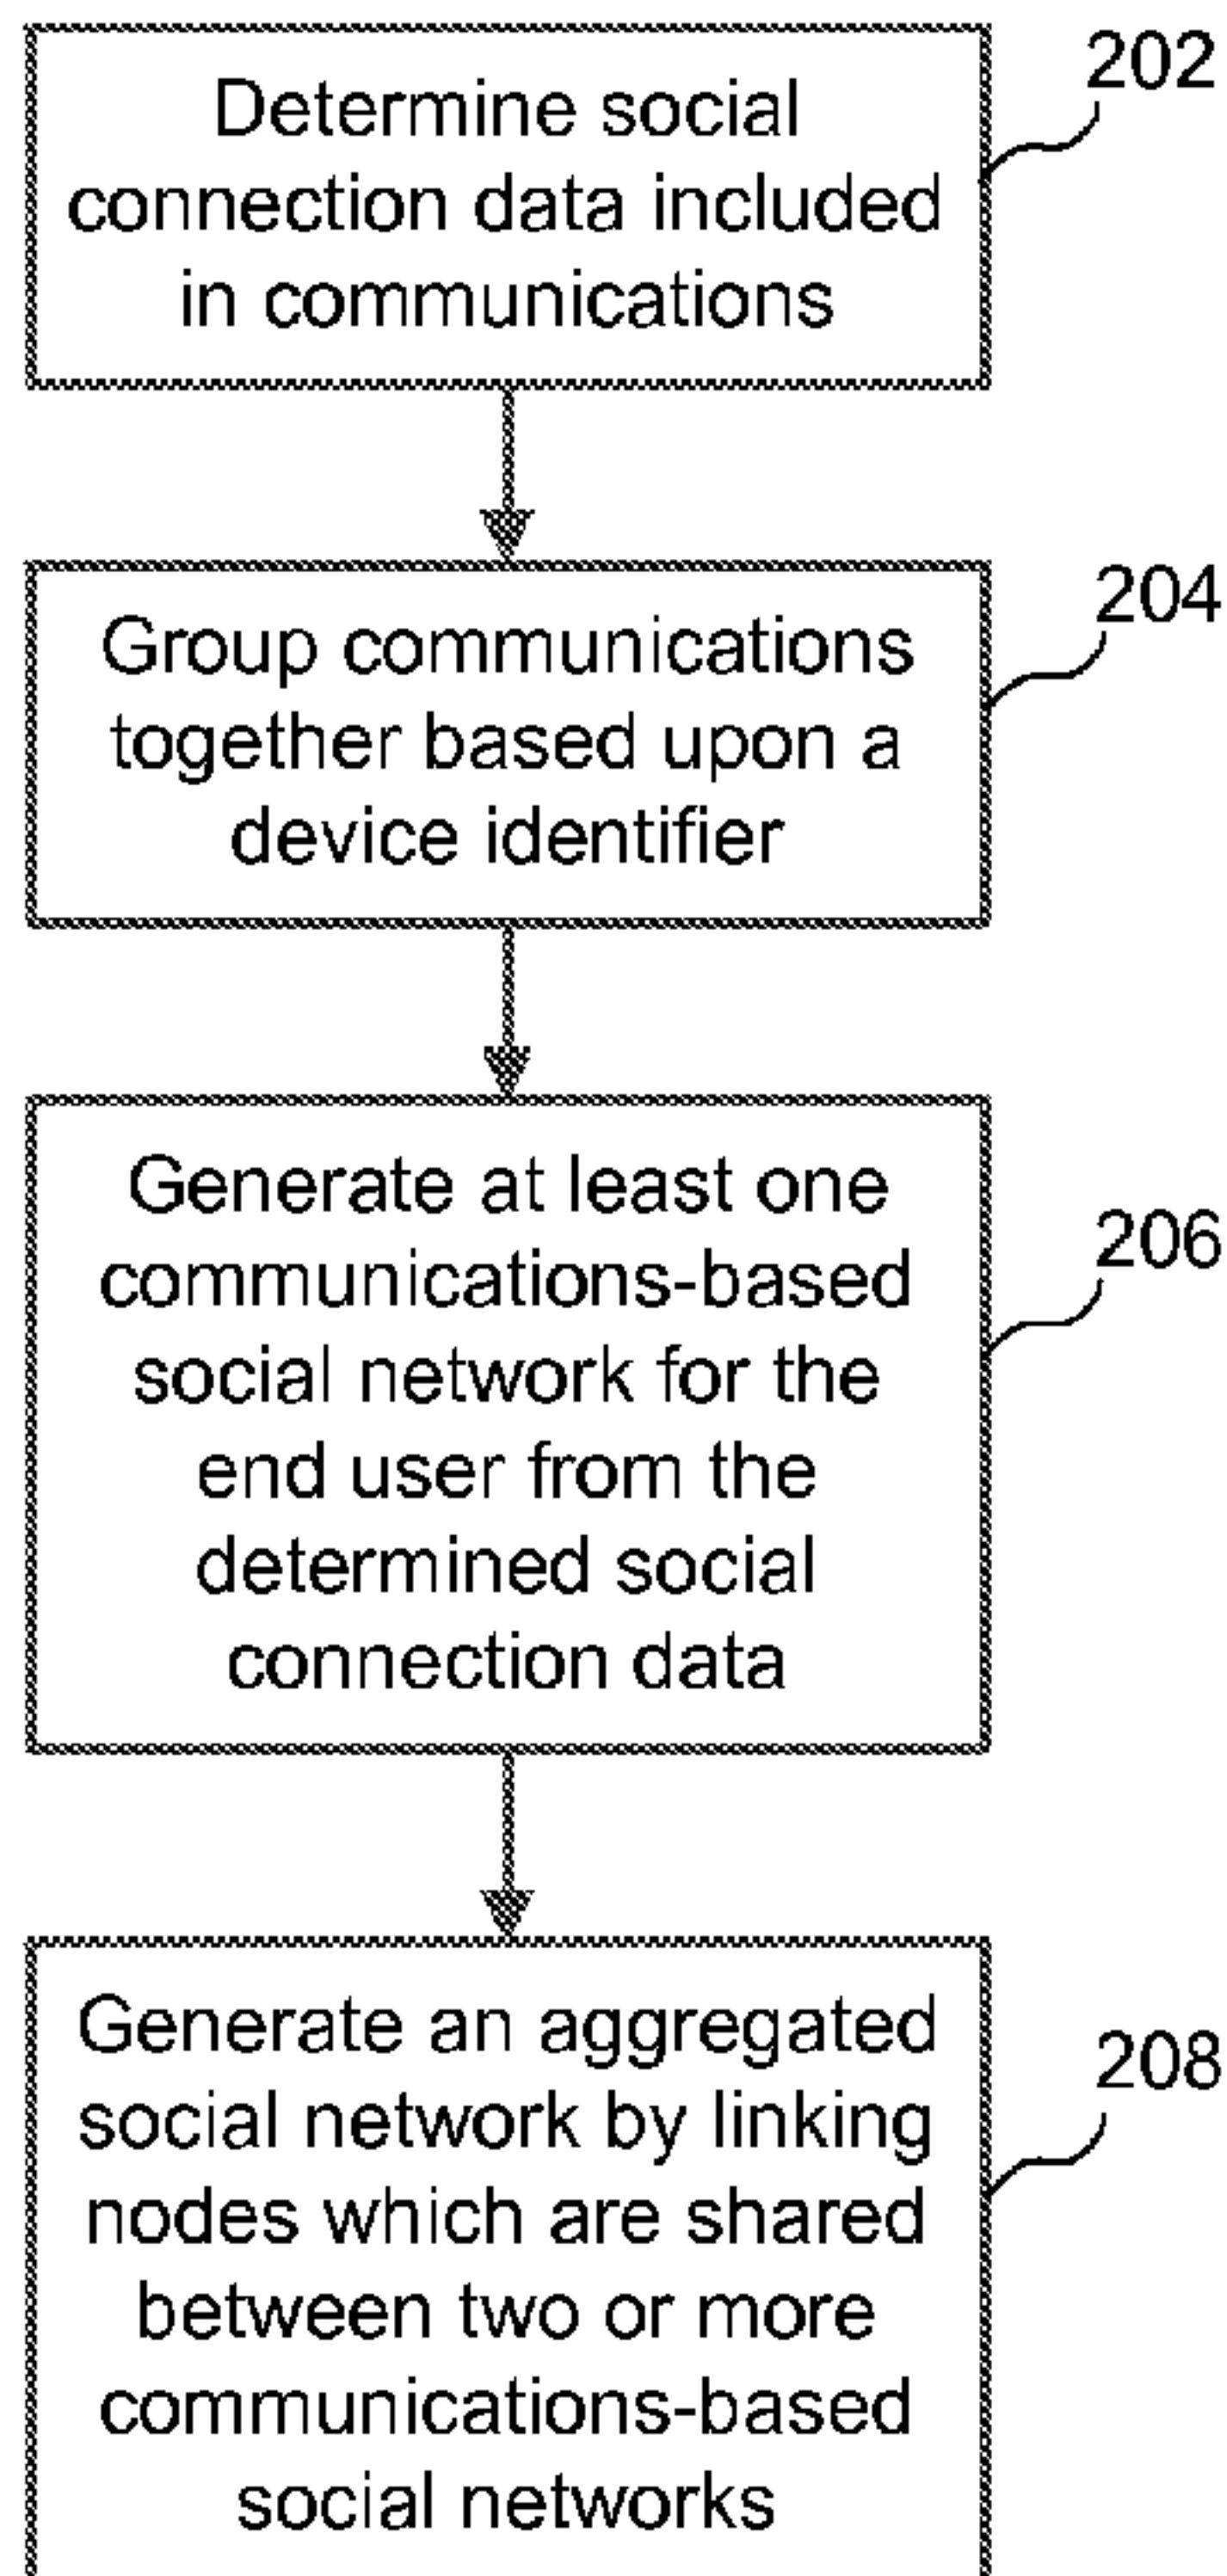 Determine social
connection data included
in communications
202
Group communications
together based upon a
device identifier
204
Generate at least one
communications-based
social network for the
end user from the
determined social
connection data
206
Generate an aggregated
social network by linking
nodes which are shared
between two or more
communications-based
social networks
208